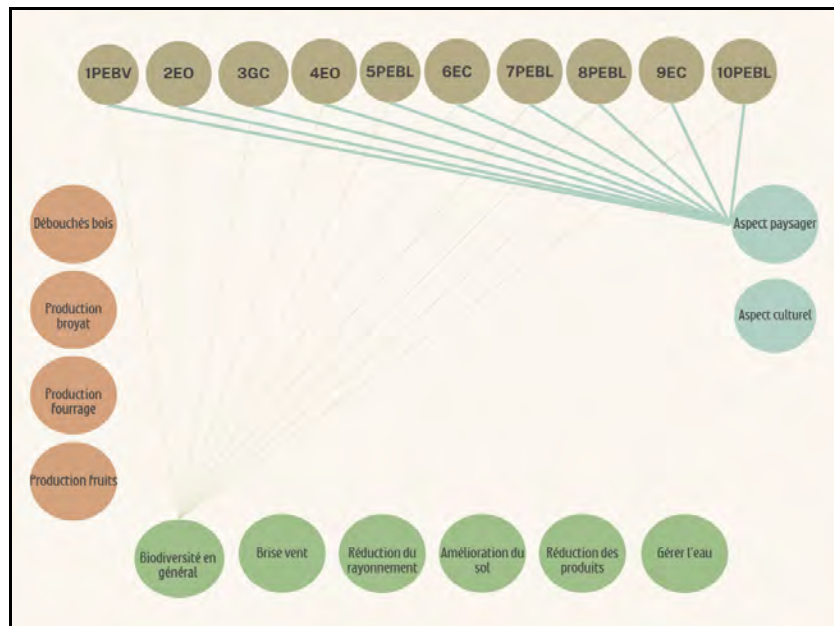 1PEBV
2EO
3GC
4EO
5PEBL
6EC
7PEBL
8PEBL
9EC
10PEBL
Débouchés bois
Aspect paysager
Production
broyat
Aspect culturel
Production
fourrage
Production fruits
Biodiversité en
général
Brise vent
Réduction du
rayonnement
Amélioration du
sol
Réduction des
produits
Gérer l'eau